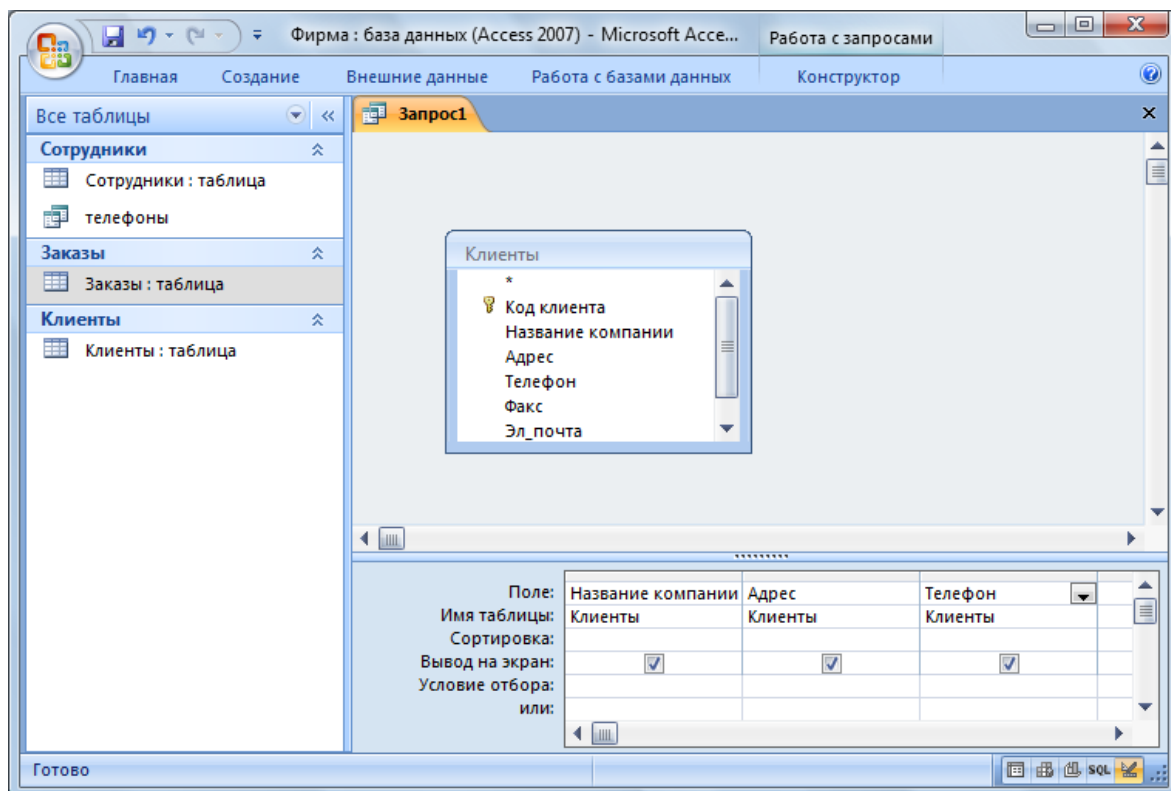 Фирма : база данных (Access 2007) - Microsoft Acce...
Работа с запросами
Главная Создание Внешние данные Работа с базами данных Конструктор
Все таблицы
Запрос1
Сотрудники
Сотрудники : таблица
телефоны
Заказы
Заказы : таблица
Клиенты
Клиенты : таблица
Клиенты
*
Код клиента
Название компании
Адрес
Телефон
Факс
Эл_почта
Поле: Название компании Адрес Телефон
Имя таблицы: Клиенты Клиенты Клиенты
Сортировка:
Вывод на экран:
Условие отбора:
или:
Готово
SQL